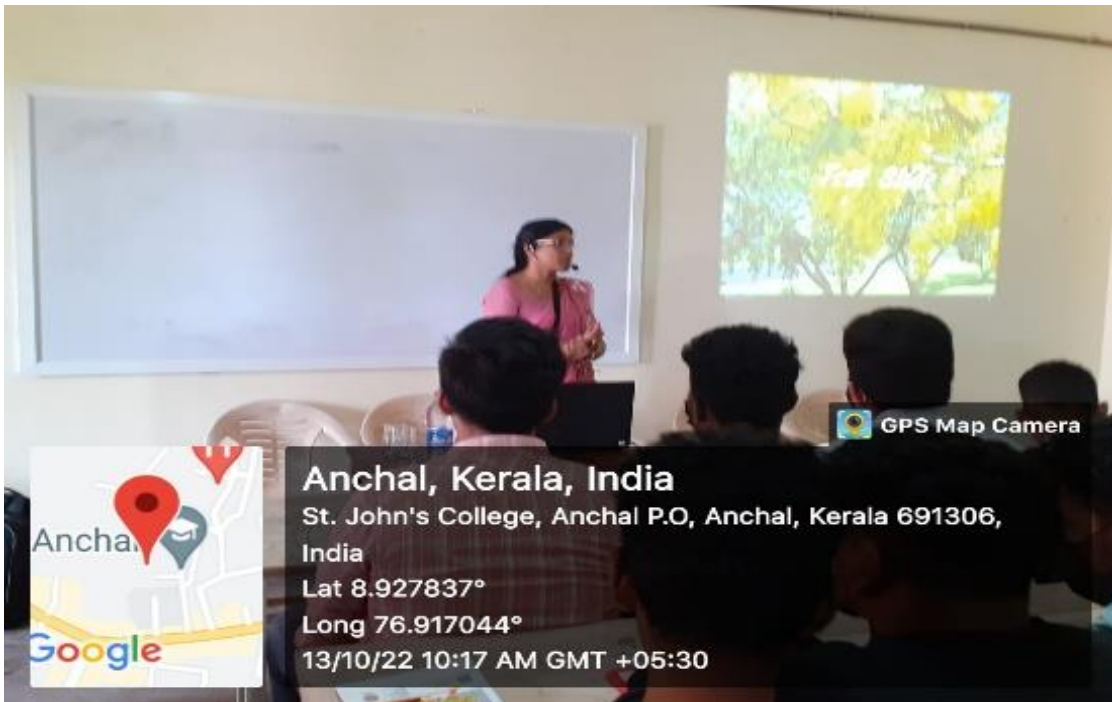 GPS Map Camera
Anchal, Kerala, India
St. John's College, Anchal P.O, Anchal, Kerala 691306,
India
Lat 8.927837°
Long 76.917044°
13/10/22 10:17 AM GMT +05:30
Google